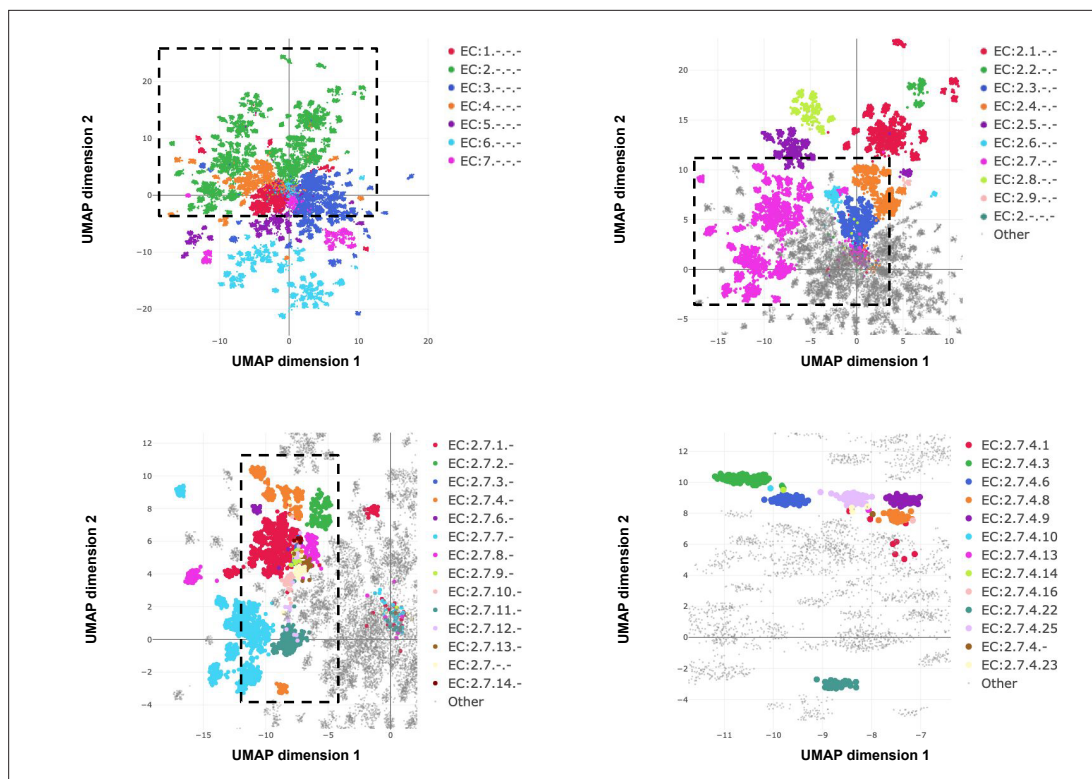 EC:1.-.-.-
EC:2.-.-.-
EC:3.-.-.-
EC:4.-.-.-
EC:5.-.-.-
EC:6.-.-.-
EC:7.-.-.-
20
10
0
−10
−20
−10
0
10
20
UMAP dimension 1
UMAP dimension 2
EC:2.1.-.-
EC:2.2.-.-
EC:2.3.-.-
EC:2.4.-.-
EC:2.5.-.-
EC:2.6.-.-
EC:2.7.-.-
EC:2.8.-.-
EC:2.9.-.-
EC:2.-.-.-
Other
20
15
10
5
0
−5
−15
−10
−5
0
5
10
UMAP dimension 1
UMAP dimension 2
EC:2.7.1.-
EC:2.7.2.-
EC:2.7.3.-
EC:2.7.4.-
EC:2.7.6.-
EC:2.7.7.-
EC:2.7.8.-
EC:2.7.9.-
EC:2.7.10.-
EC:2.7.11.-
EC:2.7.12.-
EC:2.7.13.-
EC:2.7.-.-
EC:2.7.14.-
Other
12
10
8
6
4
2
0
−2
−4
−15
−10
−5
0
UMAP dimension 1
UMAP dimension 2
EC:2.7.4.1
EC:2.7.4.3
EC:2.7.4.6
EC:2.7.4.8
EC:2.7.4.9
EC:2.7.4.10
EC:2.7.4.13
EC:2.7.4.14
EC:2.7.4.16
EC:2.7.4.22
EC:2.7.4.25
EC:2.7.4.-
EC:2.7.4.23
Other
12
10
8
6
4
2
0
−2
−4
−11
−10
−9
−8
−7
UMAP dimension 1
UMAP dimension 2